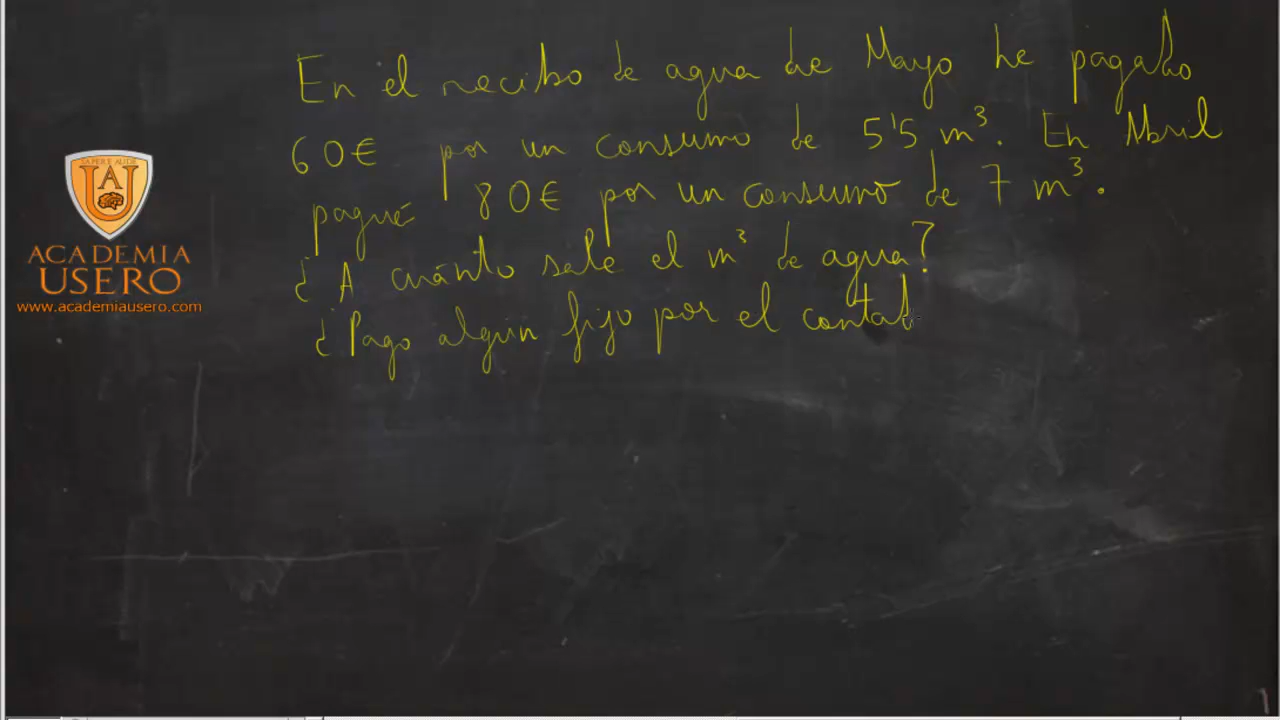 En el recibo de agua de Mayo he pagado
60€ por un consumo de 5'5 m³. En Abril
pagué 80€ por un consumo de 7 m³.
¿A cuánto sale el m³ de agua?
¿Pago algún fijo por el contad
SAPERE AUDE
UA
ACADEMIA
USERO
www.academiausero.com
1